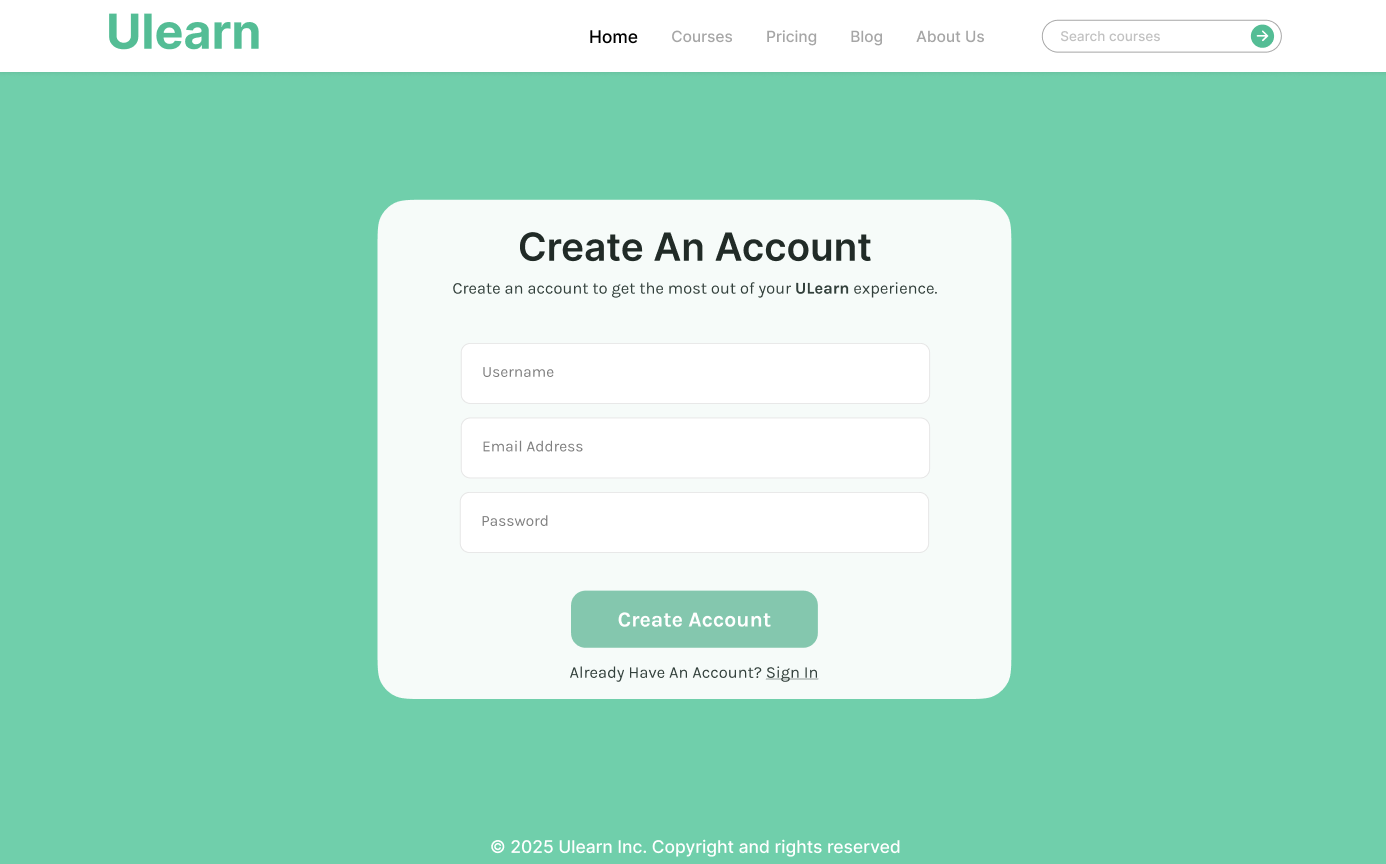 Ulearn
Home Courses Pricing Blog About Us Search courses
Create An Account
Create an account to get the most out of your ULearn experience.
Username
Email Address
Password
Create Account
Already Have An Account? Sign In
© 2025 Ulearn Inc. Copyright and rights reserved